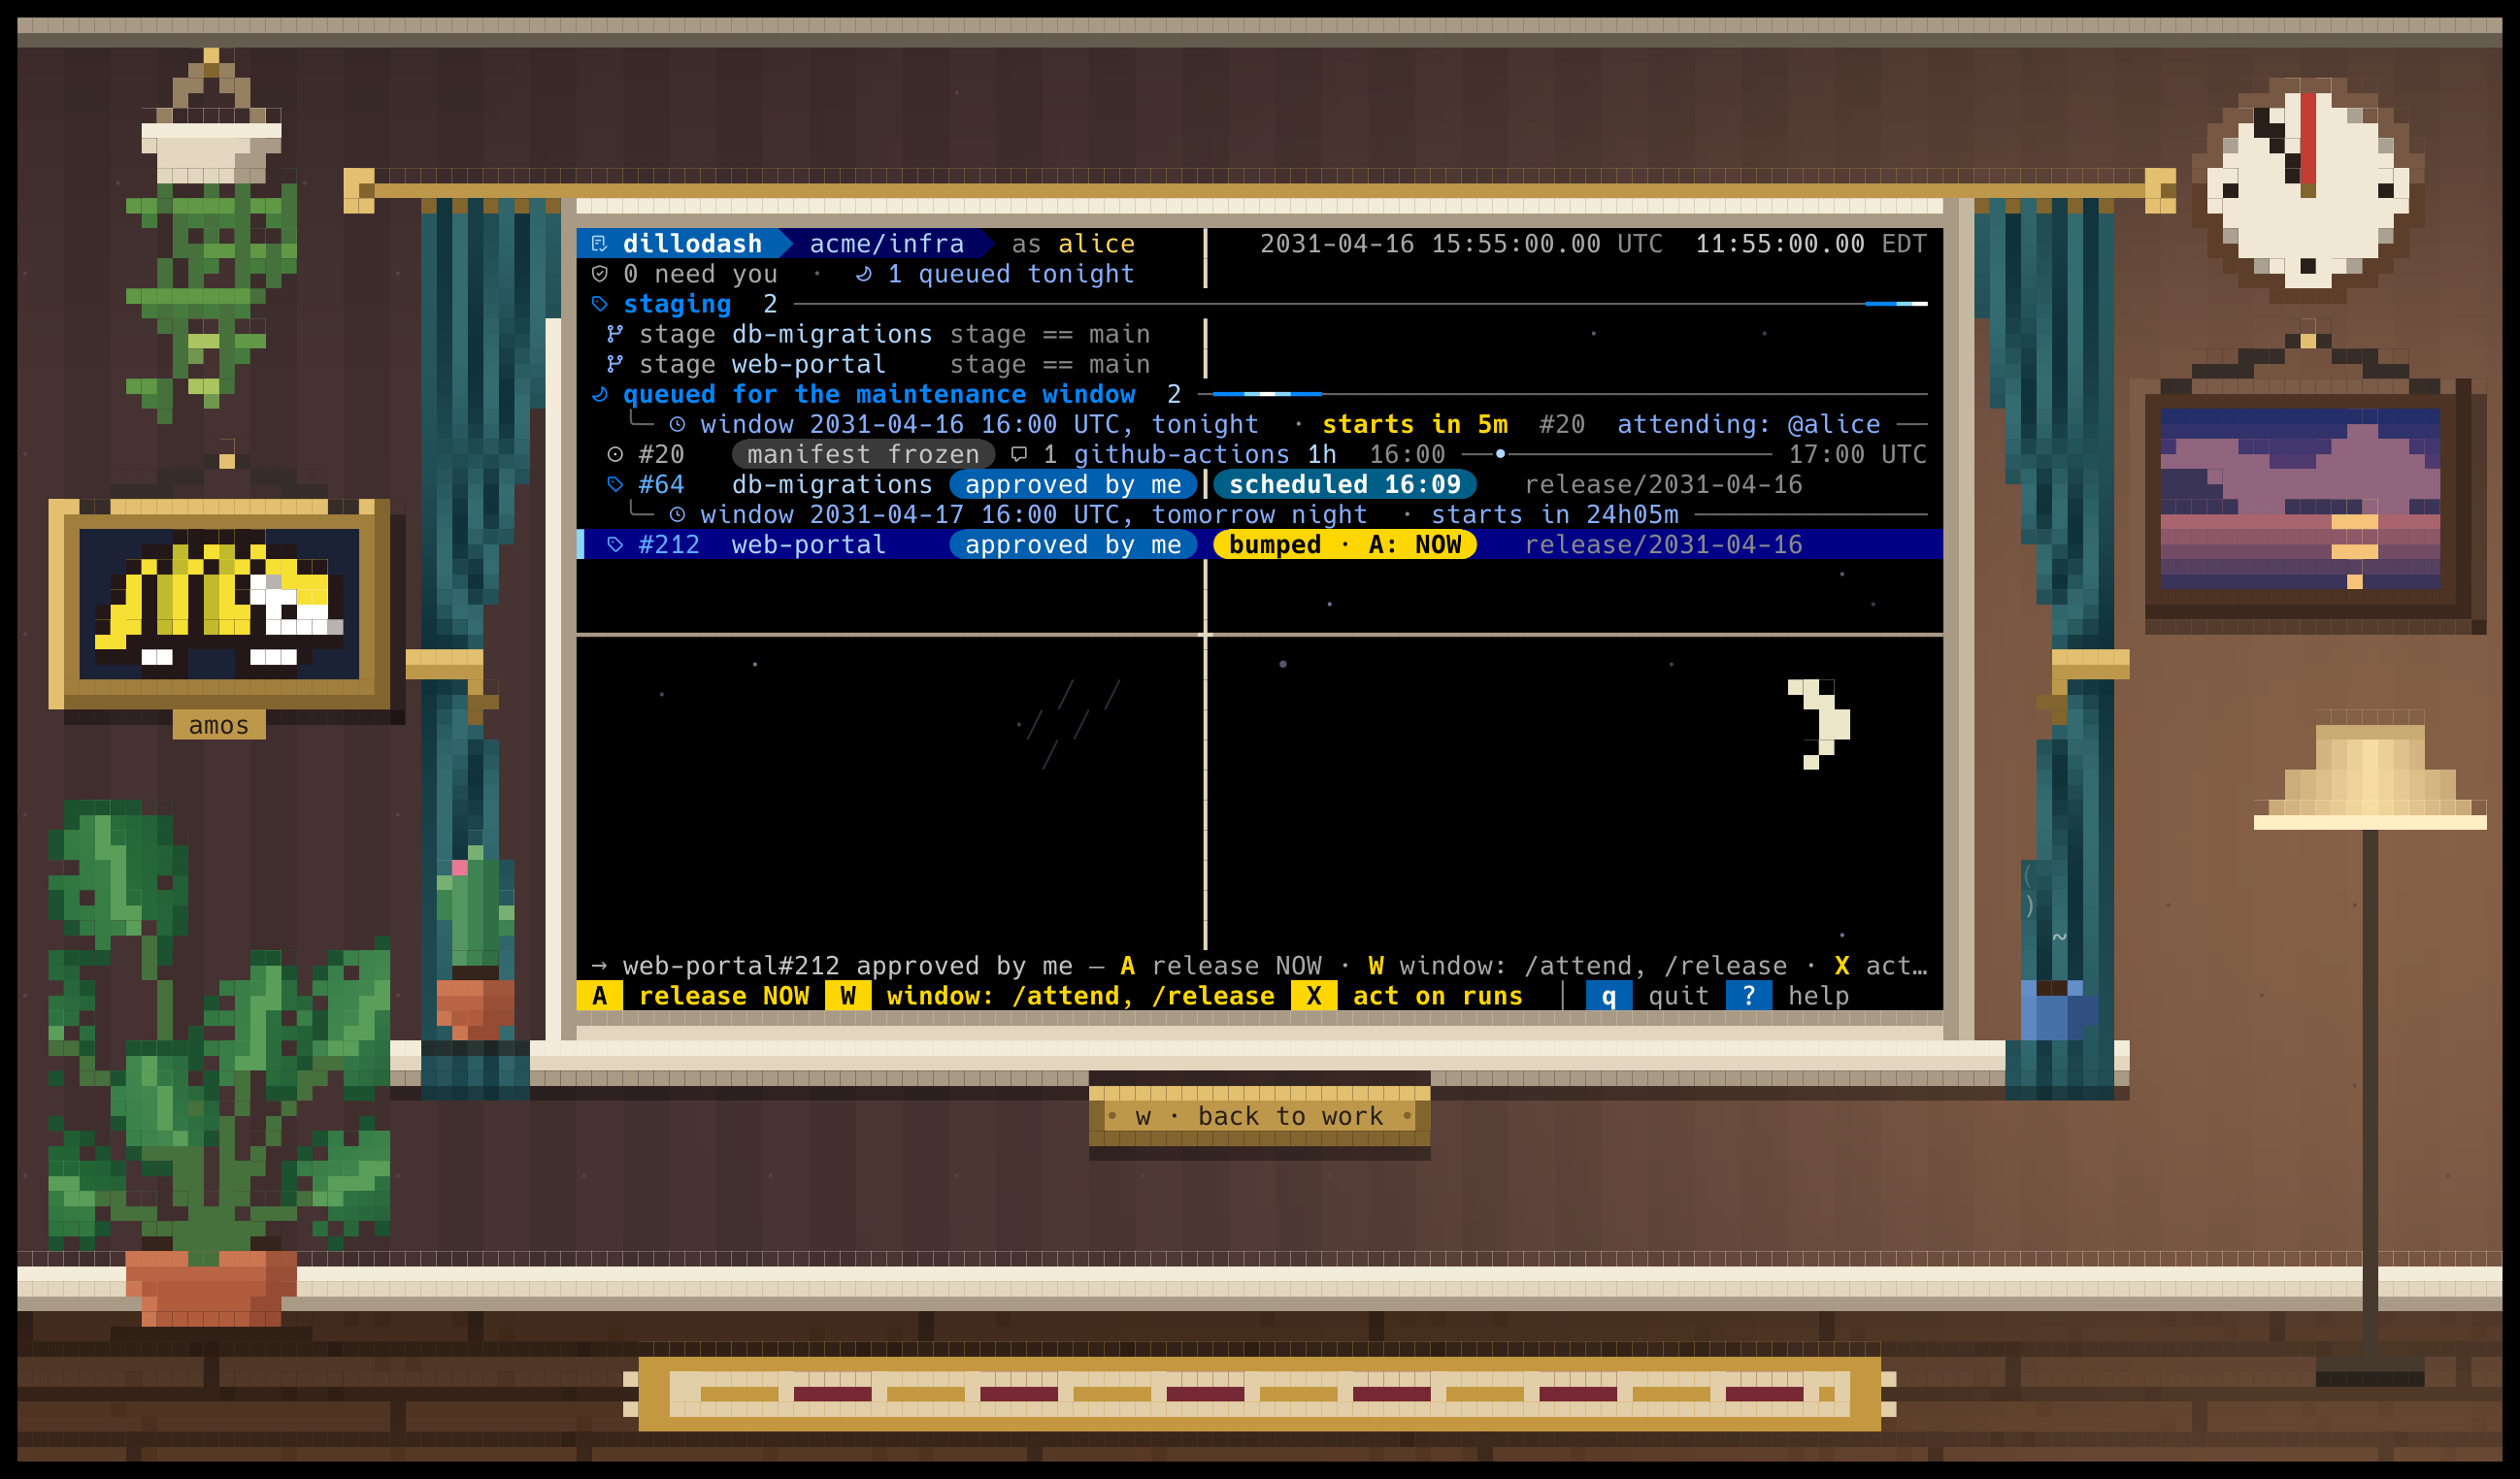 dillodash acme/infra as alice 2031-04-16 15:55:00.00 UTC 11:55:00.00 EDT
0 need you · 1 queued tonight
staging 2
stage db-migrations stage == main
stage web-portal stage == main
queued for the maintenance window 2
window 2031-04-16 16:00 UTC, tonight · starts in 5m #20 attending: @alice
#20 manifest frozen 1 github-actions 1h 16:00 17:00 UTC
#64 db-migrations approved by me scheduled 16:09 release/2031-04-16
window 2031-04-17 16:00 UTC, tomorrow night · starts in 24h05m
#212 web-portal approved by me bumped · A: NOW release/2031-04-16
amos
→ web-portal#212 approved by me — A release NOW · W window: /attend, /release · X act…
A release NOW W window: /attend, /release X act on runs │ q quit ? help
w · back to work